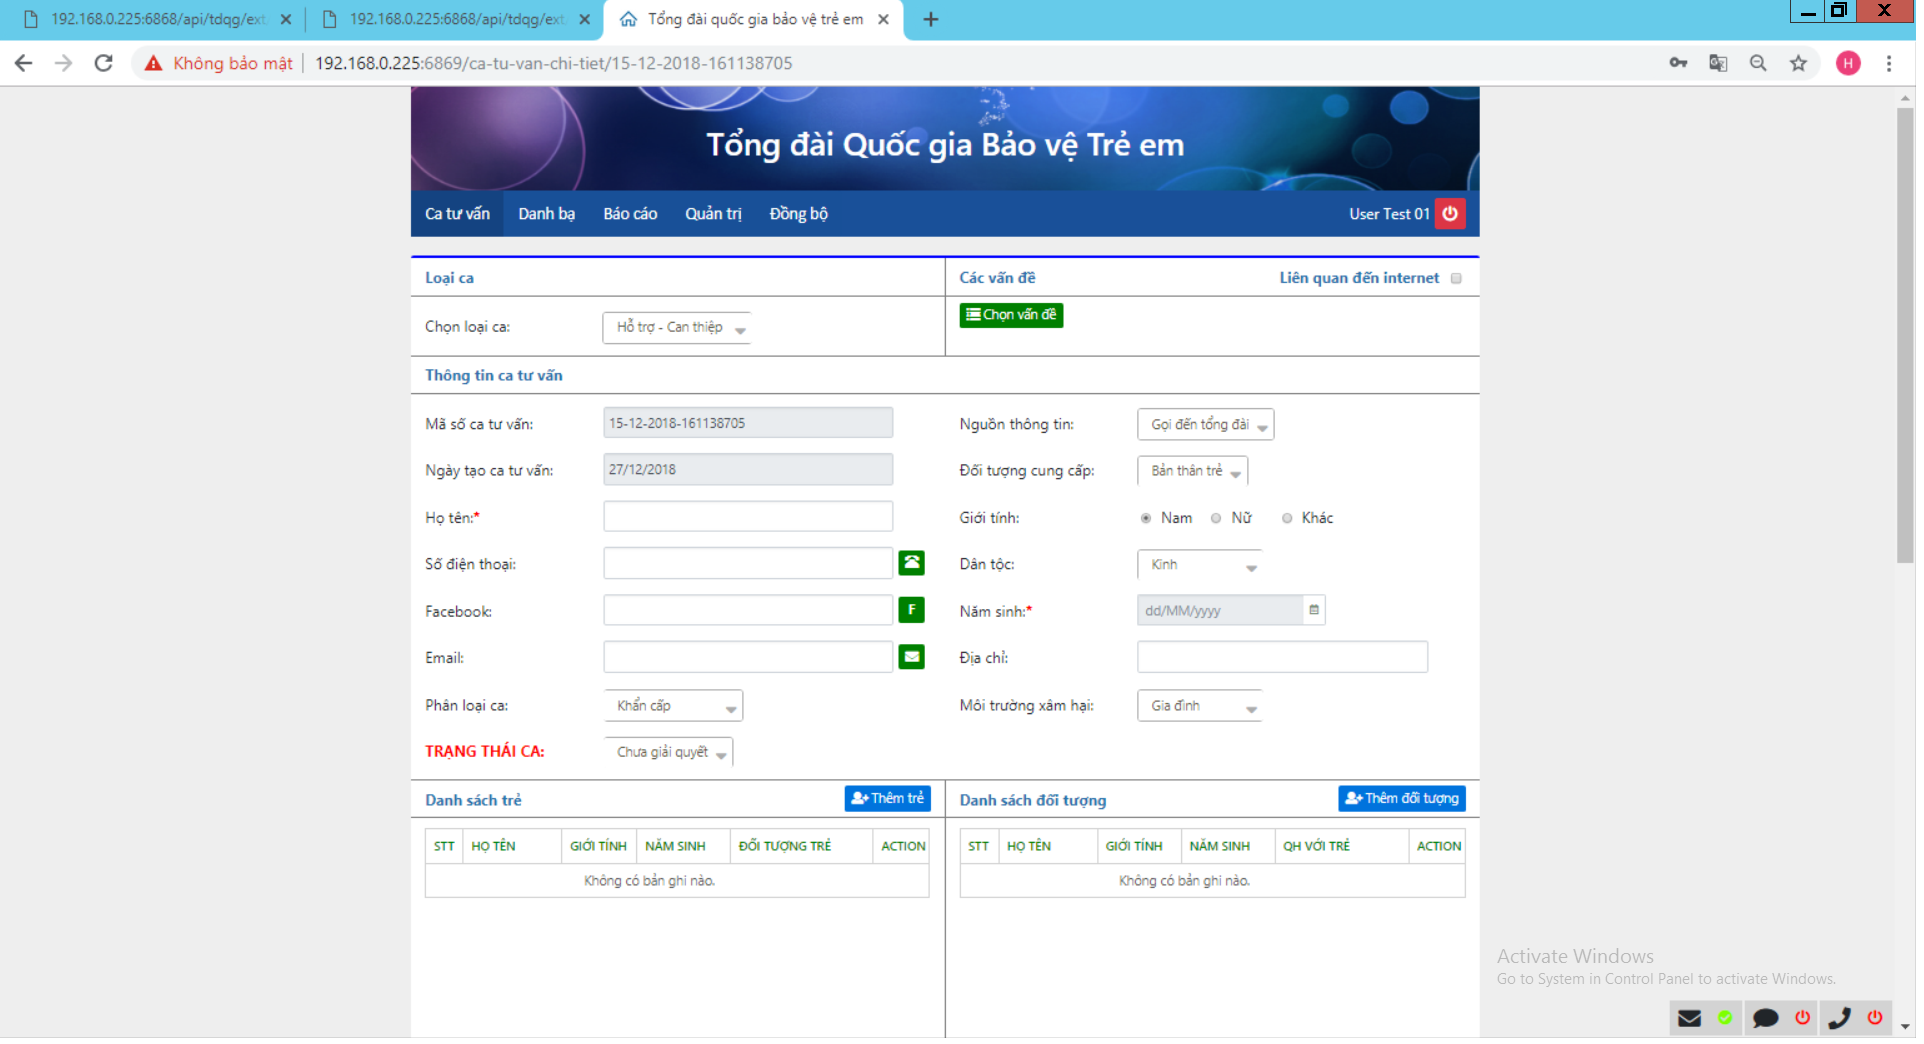 192.168.0.225:6868/api/tdqg/ext
192.168.0.225:6868/api/tdqg/ext
Tổng đài quốc gia bảo vệ trẻ em
Không bảo mật
192.168.0.225:6869/ca-tu-van-chi-tiet/15-12-2018-161138705
H
Tổng đài Quốc gia Bảo vệ Trẻ em
Ca tư vấn Danh bạ Báo cáo Quản trị Đồng bộ
User Test 01
Loại ca
Các vấn đề
Liên quan đến internet
Chọn loại ca:
Hỗ trợ - Can thiệp
Chọn vấn đề
Thông tin ca tư vấn
Mã số ca tư vấn:
15-12-2018-161138705
Nguồn thông tin:
Gọi đến tổng đài
Ngày tạo ca tư vấn:
27/12/2018
Đối tượng cung cấp:
Bản thân trẻ
Họ tên:*
Giới tính:
Nam Nữ Khác
Số điện thoại:
Dân tộc:
Kinh
Facebook:
F
Năm sinh:*
dd/MM/yyyy
Email:
Địa chỉ:
Phân loại ca:
Khẩn cấp
Môi trường xâm hại:
Gia đình
TRẠNG THÁI CA:
Chưa giải quyết
Danh sách trẻ
Thêm trẻ
Danh sách đối tượng
Thêm đối tượng
STT HỌ TÊN GIỚI TÍNH NĂM SINH ĐỐI TƯỢNG TRẺ ACTION
Không có bản ghi nào.
STT HỌ TÊN GIỚI TÍNH NĂM SINH QH VỚI TRẺ ACTION
Không có bản ghi nào.
Activate Windows
Go to System in Control Panel to activate Windows.